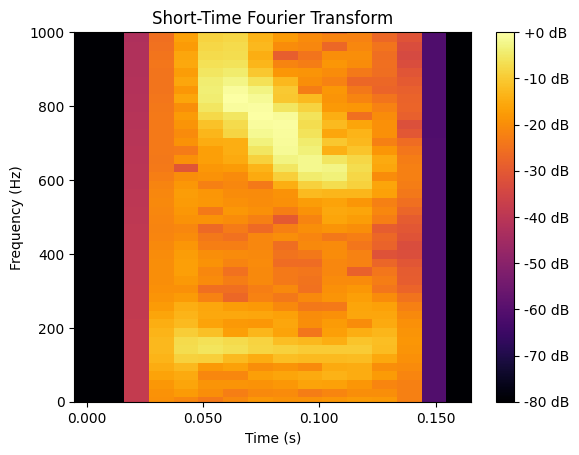 Short-Time Fourier Transform
Frequency (Hz)
1000
800
600
400
200
0
0.000
0.050
0.100
0.150
Time (s)
+0 dB
-10 dB
-20 dB
-30 dB
-40 dB
-50 dB
-60 dB
-70 dB
-80 dB